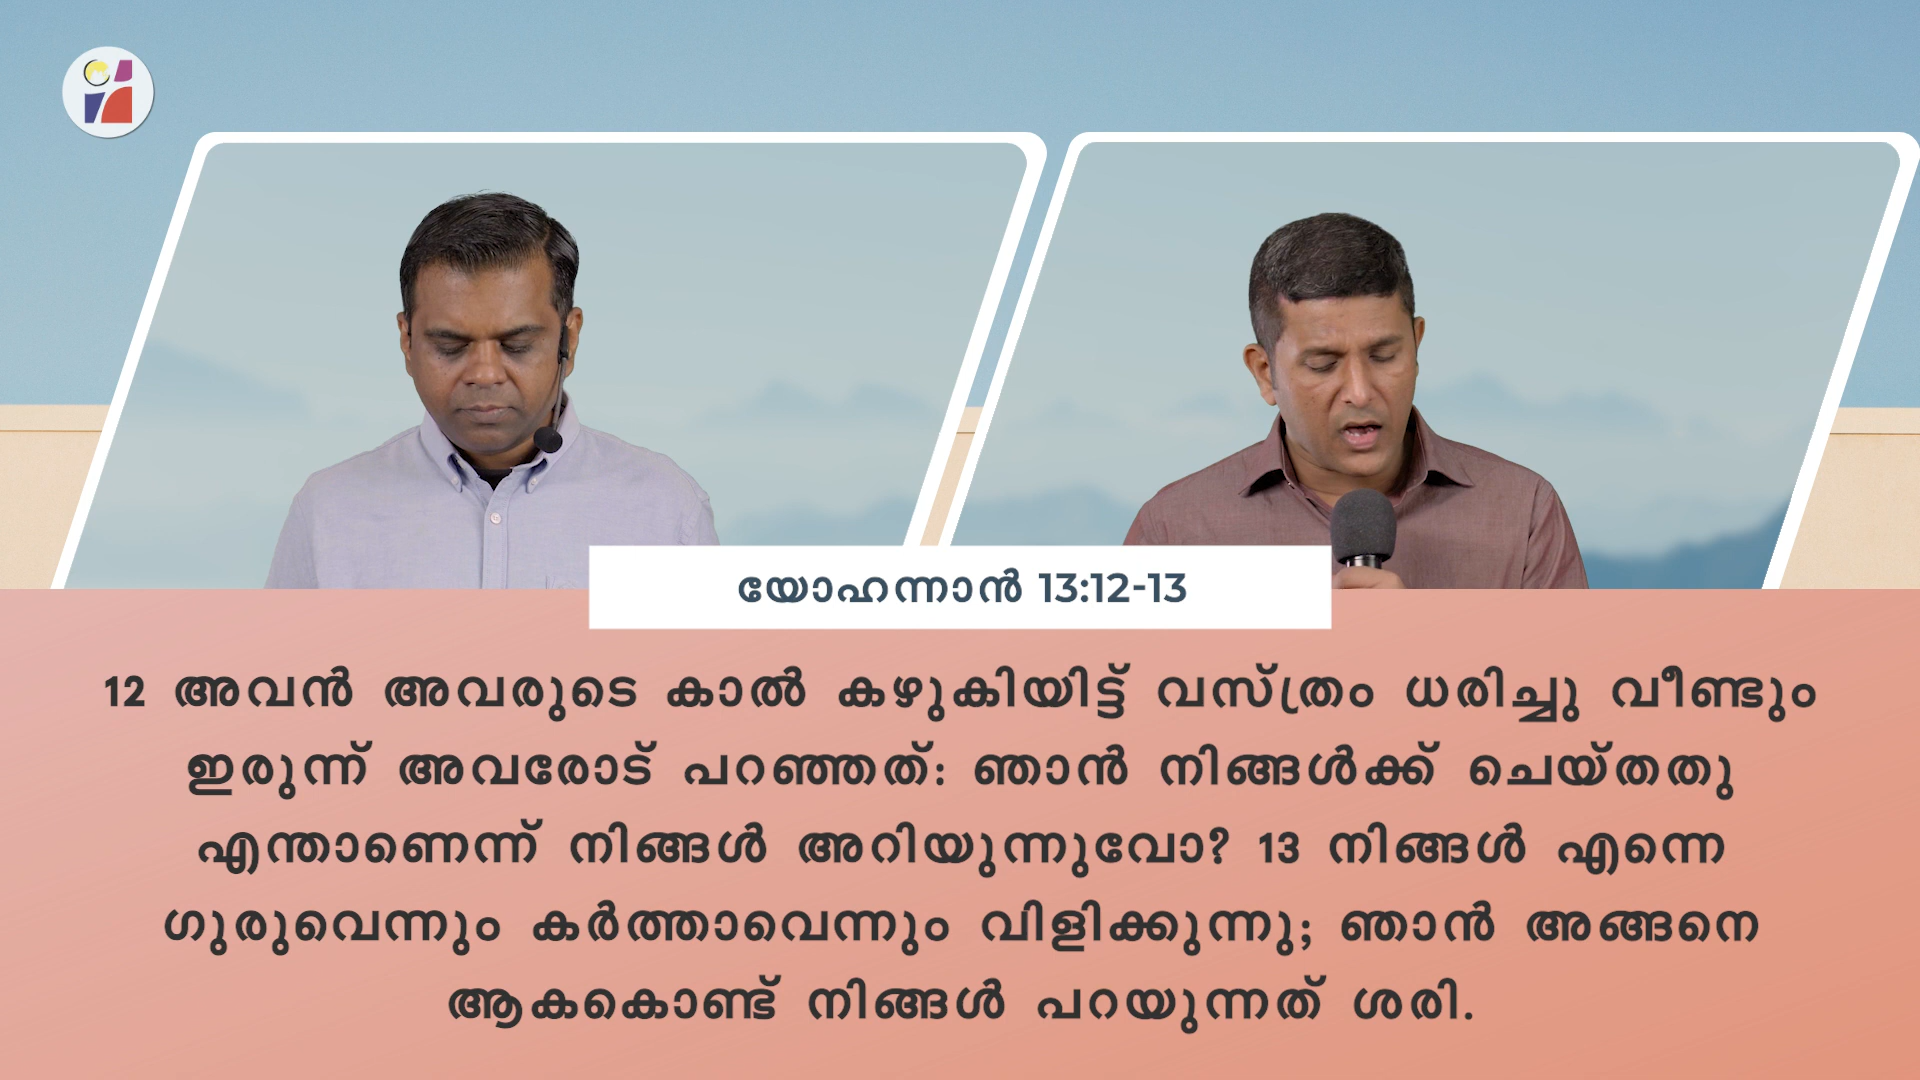 യോഹന്നാൻ 13:12-13
12 അവൻ അവരുടെ കാൽ കഴുകിയിട്ട് വസ്ത്രം ധരിച്ചു വീണ്ടും
ഇരുന്ന് അവരോട് പറഞ്ഞത്: ഞാൻ നിങ്ങൾക്ക് ചെയ്തതു
എന്താണെന്ന് നിങ്ങൾ അറിയുന്നുവോ? 13 നിങ്ങൾ എന്നെ
ഗുരുവെന്നും കർത്താവെന്നും വിളിക്കുന്നു; ഞാൻ അങ്ങനെ
ആകകൊണ്ട് നിങ്ങൾ പറയുന്നത് ശരി.